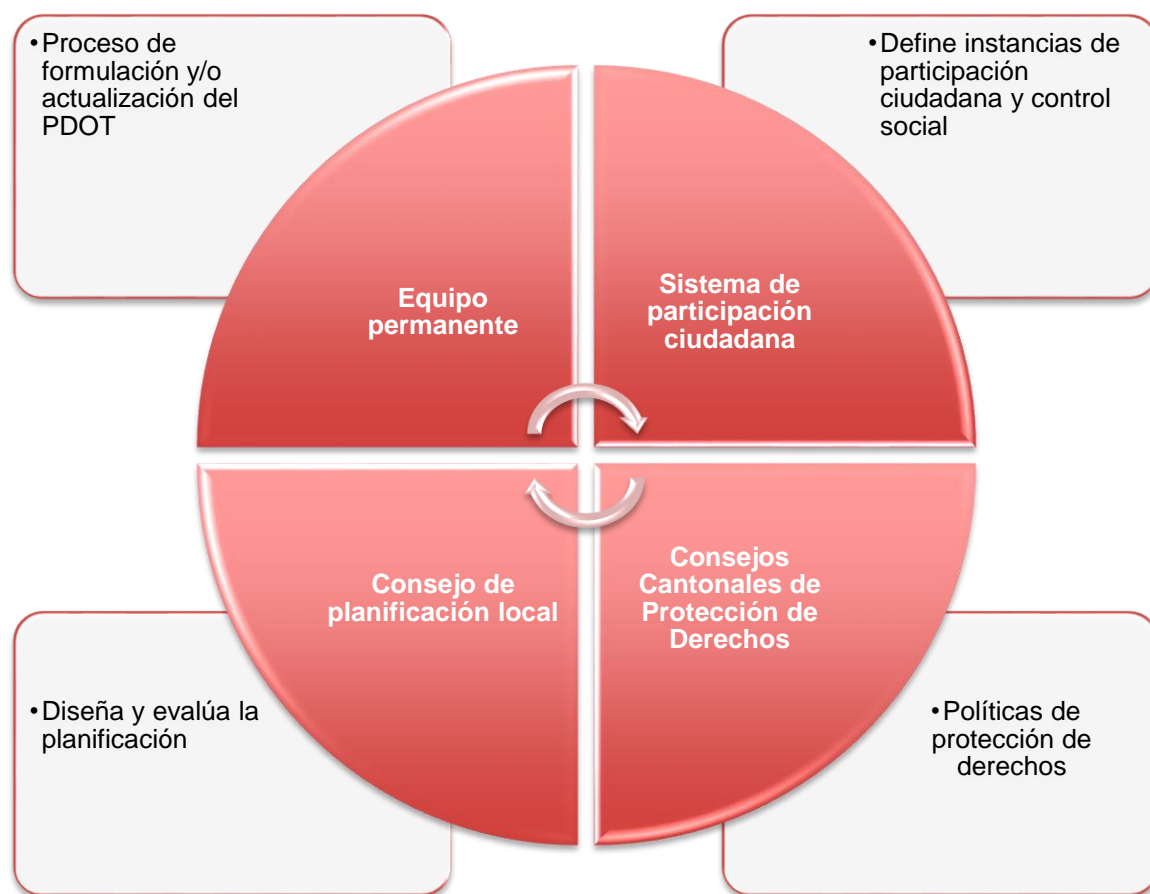 •Proceso de
formulación y/o
actualización del
PDOT
•Define instancias de
participación
ciudadana y control
social
Equipo
permanente
Sistema de
participación
ciudadana
Consejo de
planificación local
Consejos
Cantonales de
Protección de
Derechos
•Diseña y evalúa la
planificación
•Políticas de
protección de
derechos